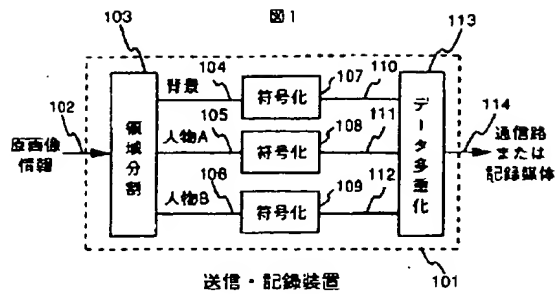 図1
103
113
背景
104
符号化
107
110
114
102
原画像
情報
領域分割
人物A
105
符号化
108
111
データ多重化
通信路
または
記録媒体
人物B
106
符号化
109
112
送信・記録装置
101